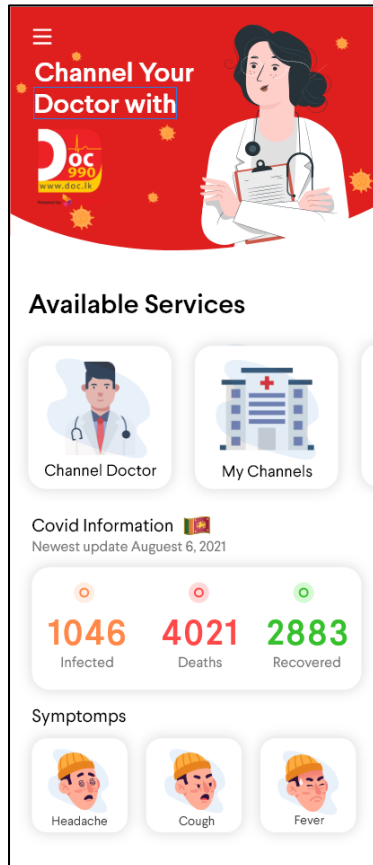 Channel Your
Doctor with
Doc
990
www.doc.lk
Available Services
Channel Doctor
My Channels
Covid Information
Newest update Auguest 6, 2021
1046
4021
2883
Infected
Deaths
Recovered
Symptomps
Headache
Cough
Fever